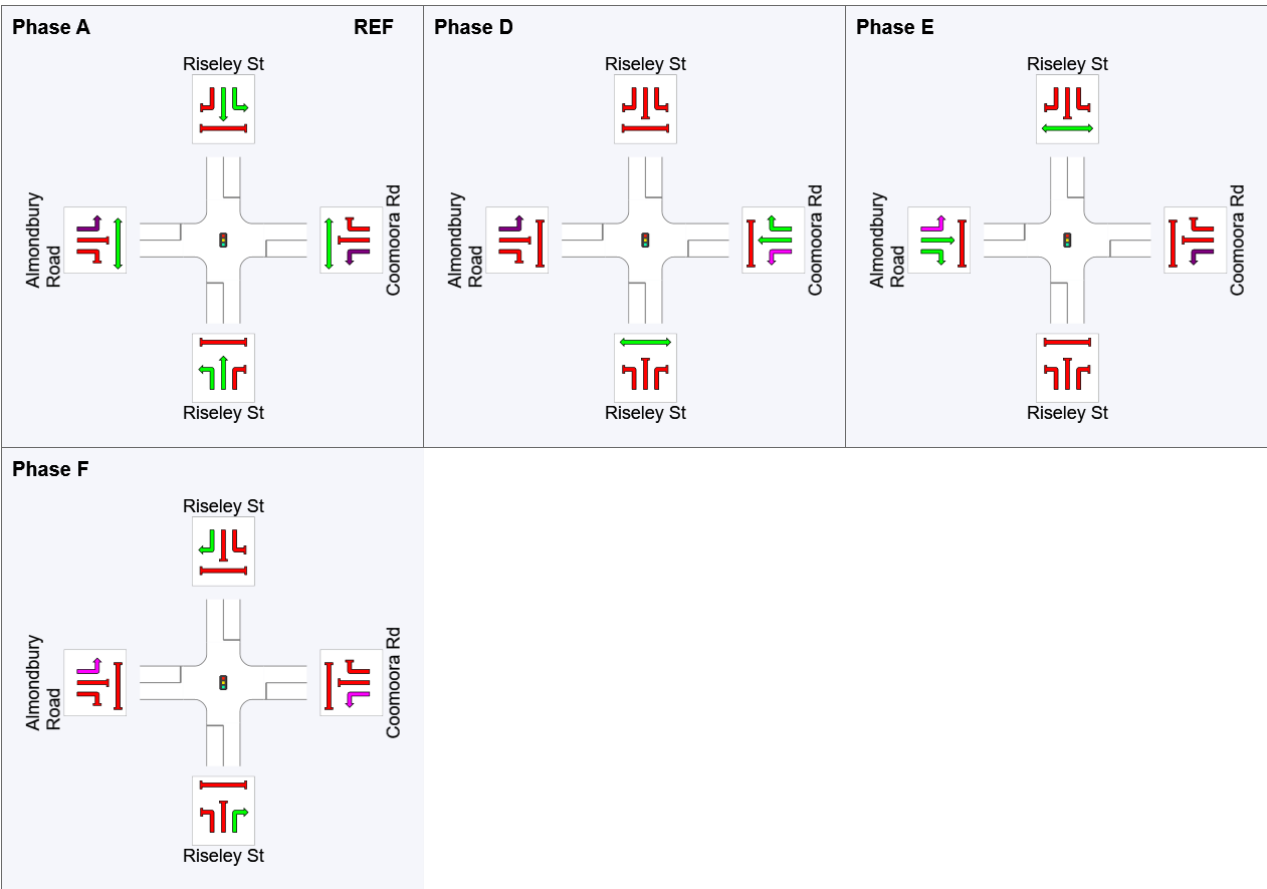 Phase A
REF
Riseley St
Almondbury
Road
Coomoora Rd
Riseley St
Phase D
Riseley St
Almondbury
Road
Coomoora Rd
Riseley St
Phase E
Riseley St
Almondbury
Road
Coomoora Rd
Riseley St
Phase F
Riseley St
Almondbury
Road
Coomoora Rd
Riseley St